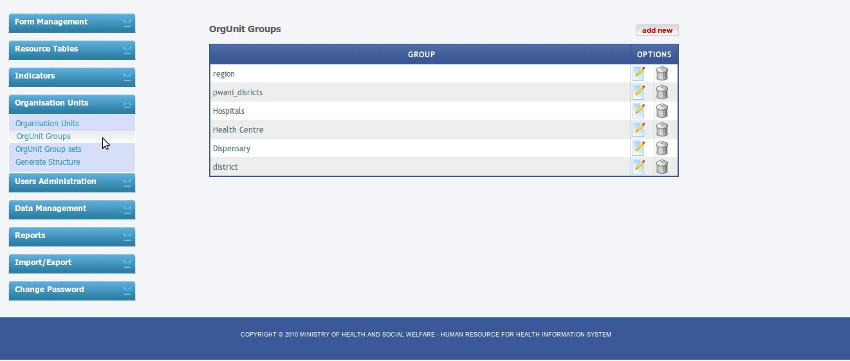 Form Management
Resource Tables
Indicators
Organisation Units
Organisation Units
OrgUnit Groups
OrgUnit Group sets
Generate Structure
Users Administration
Data Management
Reports
Import/Export
Change Password
OrgUnit Groups
add new
GROUP OPTIONS
region
pwani_disricts
Hospitals
Health Centre
Dispensary
district
COPYRIGHT © 2010 MINISTRY OF HEALTH AND SOCIAL WELFARE - HUMAN RESOURCE FOR HEALTH INFORMATION SYSTEM